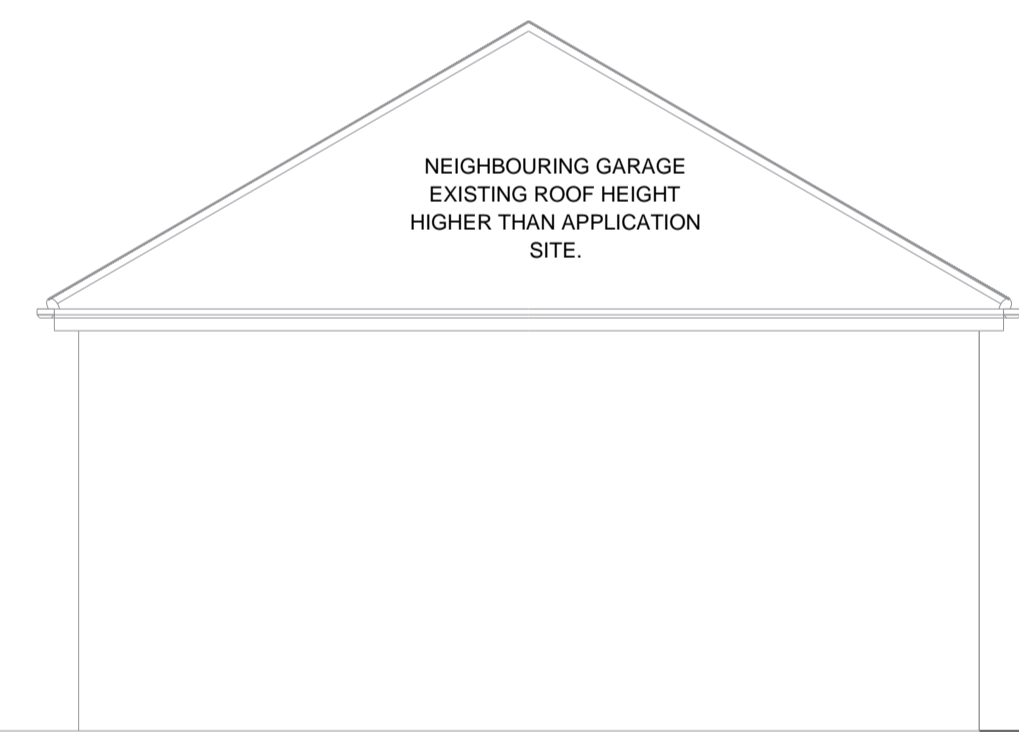 NEIGHBOURING GARAGE
EXISTING ROOF HEIGHT
HIGHER THAN APPLICATION
SITE.